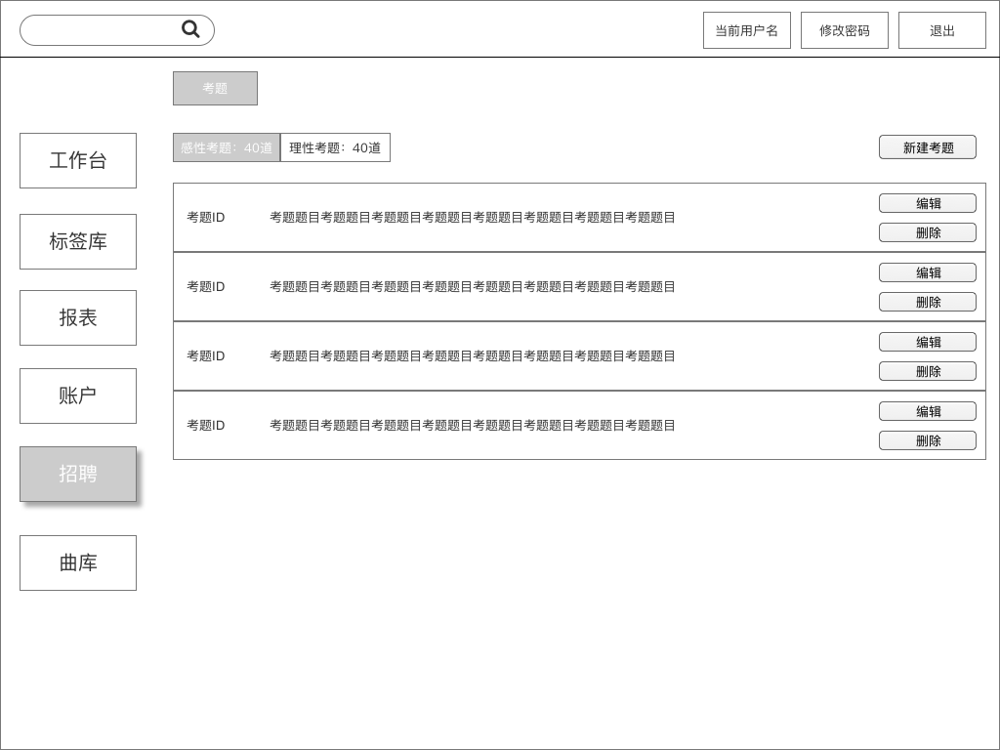 当前用户名
修改密码
退出
考题
工作台
标签库
报表
账户
招聘
曲库
感性考题：40道
理性考题：40道
新建考题
考题ID
考题题目考题题目考题题目考题题目考题题目考题题目考题题目考题题目
编辑
删除
考题ID
考题题目考题题目考题题目考题题目考题题目考题题目考题题目考题题目
编辑
删除
考题ID
考题题目考题题目考题题目考题题目考题题目考题题目考题题目考题题目
编辑
删除
考题ID
考题题目考题题目考题题目考题题目考题题目考题题目考题题目考题题目
编辑
删除